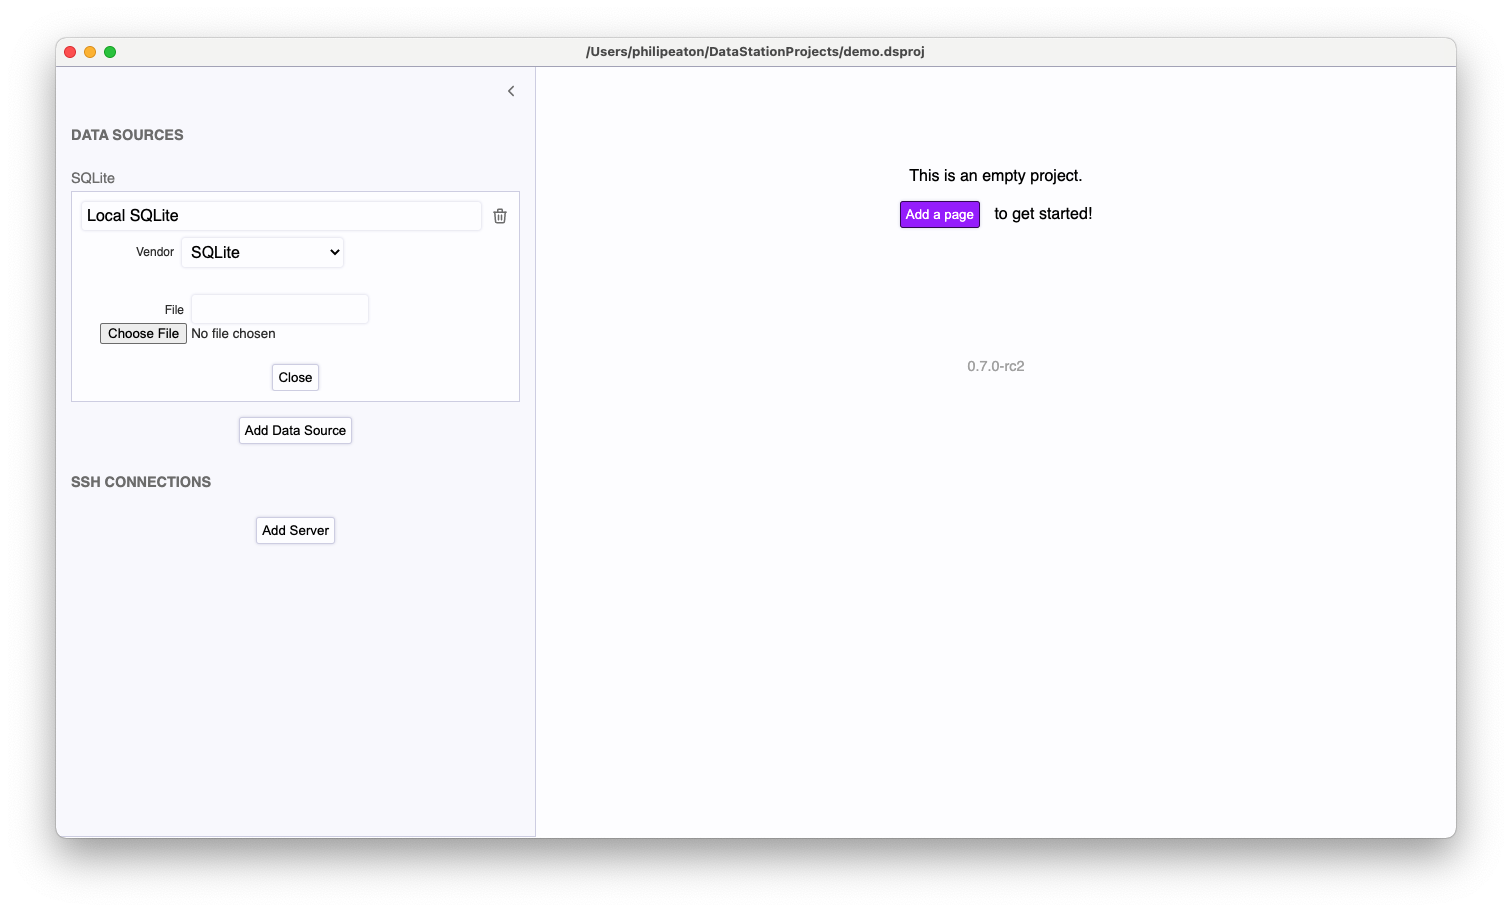 /Users/philipeaton/DataStationProjects/demo.dsproj
DATA SOURCES
SQLite
Local SQLite
Vendor SQLite
File
Choose File No file chosen
Close
Add Data Source
SSH CONNECTIONS
Add Server
This is an empty project.
Add a page to get started!
0.7.0-rc2